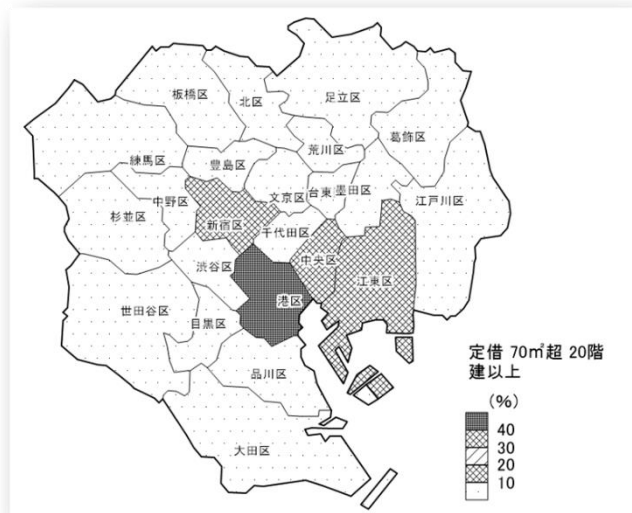 板橋区
北区
足立区
葛飾区
練馬区
豊島区
荒川区
文京区
台東
墨田区
江戸川区
中野区
杉並区
新宿区
千代田区
中央区
江東区
渋谷区
港区
世田谷区
目黒区
品川区
大田区
定借 70㎡超 20階
建以上
(%)
40
30
20
10